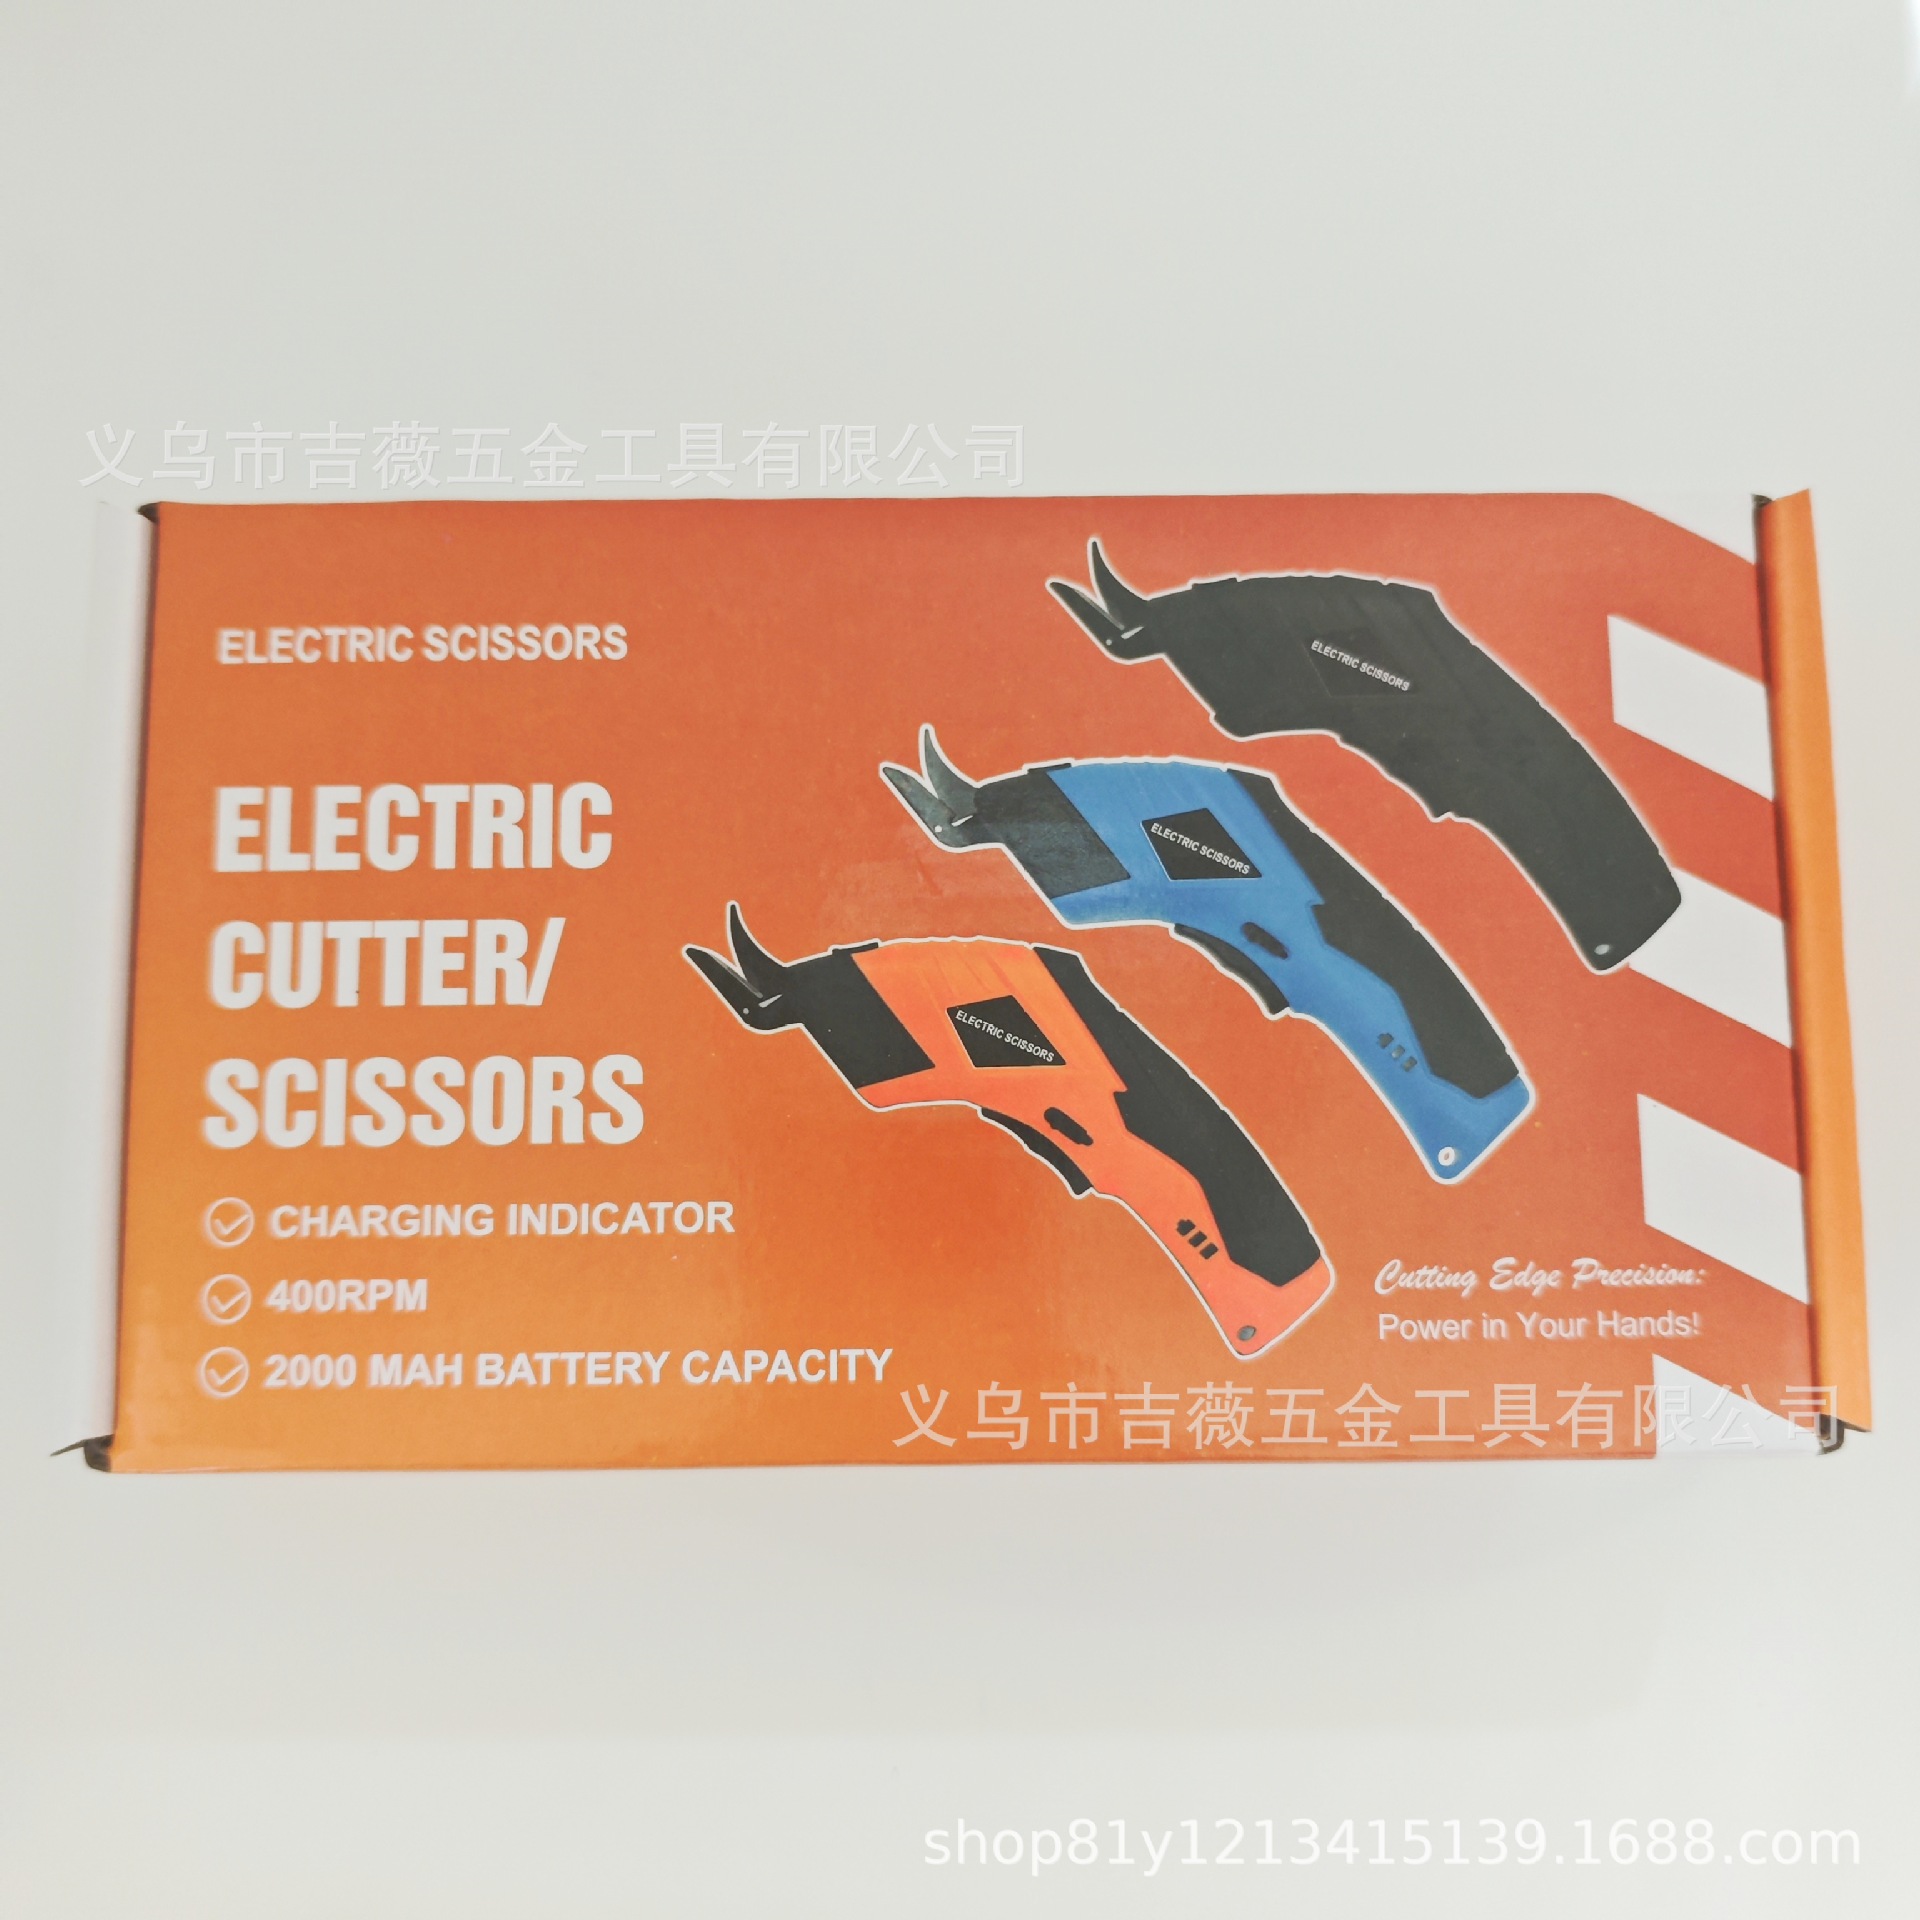 义乌市吉薇五金工具有限公司
ELECTRIC SCISSORS
ELECTRIC
CUTTER/
SCISSORS
CHARGING INDICATOR
400RPM
2000 MAH BATTERY CAPACITY
ELECTRIC SCISSORS
ELECTRIC SCISSORS
ELECTRIC SCISSORS
Cutting Edge Precision:
Power in Your Hands!
义乌市吉薇五金工具有限公司
shop81y1213415139.1688.com